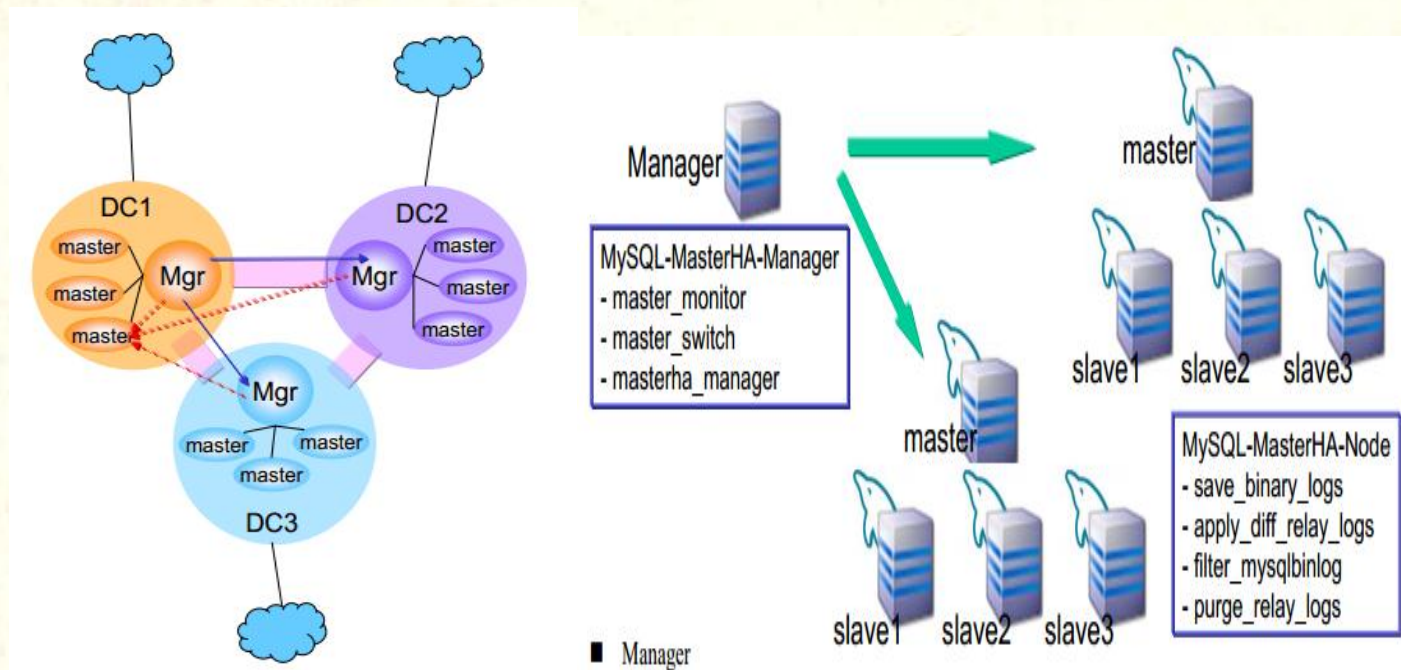 DC1
master
master
master
Mgr
DC2
Mgr
master
master
master
Mgr
master
master
master
DC3
Manager
MySQL-MasterHA-Manager
- master_monitor
- master_switch
- masterha_manager
master
slave1 slave2 slave3
master
slave1 slave2 slave3
MySQL-MasterHA-Node
- save_binary_logs
- apply_diff_relay_logs
- filter_mysqlbinlog
- purge_relay_logs
■ Manager